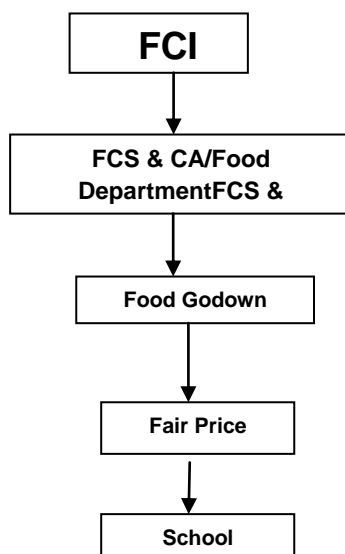 FCI
FCS & CA/Food
DepartmentFCS &
Food Godown
Fair Price
School